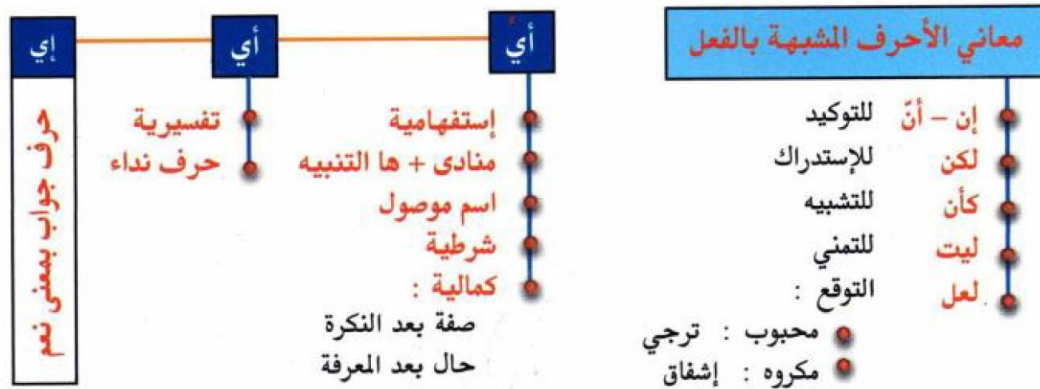 معاني الأحرف المشبهة بالفعل
إن – أنّ للتوكيد
لكن للإستدراك
كأن للتشبيه
ليت للتمني
لعل التوقع :
محبوب : ترجي
مكروه : إشفاق
أيُ
إستفهامية
منادى + ها التنبيه
اسم موصول
شرطية
كمالية :
صفة بعد النكرة
حال بعد المعرفة
أي
تفسيرية
حرف نداء
إي
حرف جواب بمعنى نعم